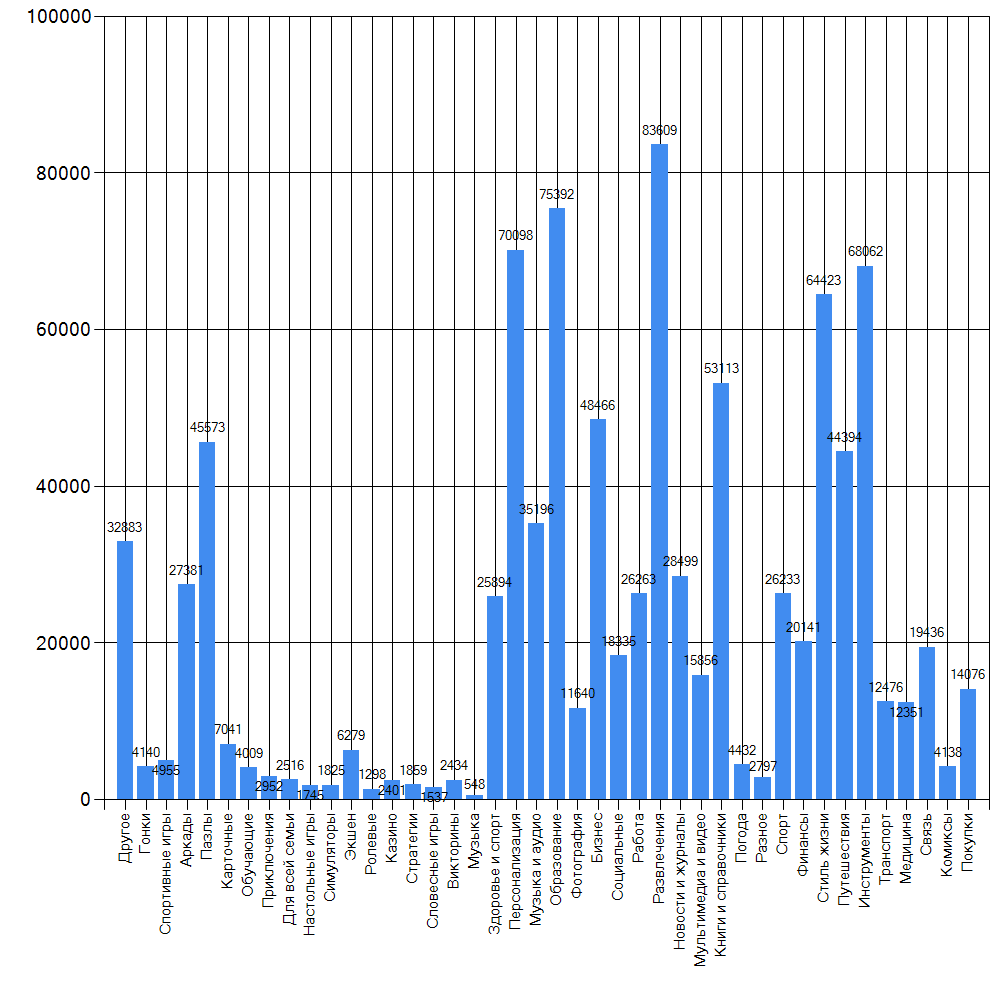 100000
80000
60000
40000
20000
0
32883
4140
4955
27381
45573
7041
4009
2952
2516
1745
1825
6279
1298
2401
1859
1537
2434
548
25894
70098
35196
75392
11640
48466
18335
26263
83609
28499
15856
53113
4432
2797
26233
20141
64423
44394
68062
12476
12351
19436
4138
14076
Другое
Гонки
Спортивные игры
Аркады
Пазлы
Карточные
Обучающие
Приключения
Для всей семьи
Настольные игры
Симуляторы
Экшен
Ролевые
Казино
Стратегии
Словесные игры
Викторины
Музыка
Здоровье и спорт
Персонализация
Музыка и аудио
Образование
Фотография
Бизнес
Социальные
Работа
Развлечения
Новости и журналы
Мультимедиа и видео
Книги и справочники
Погода
Разное
Спорт
Финансы
Стиль жизни
Путешествия
Инструменты
Транспорт
Медицина
Связь
Комиксы
Покупки